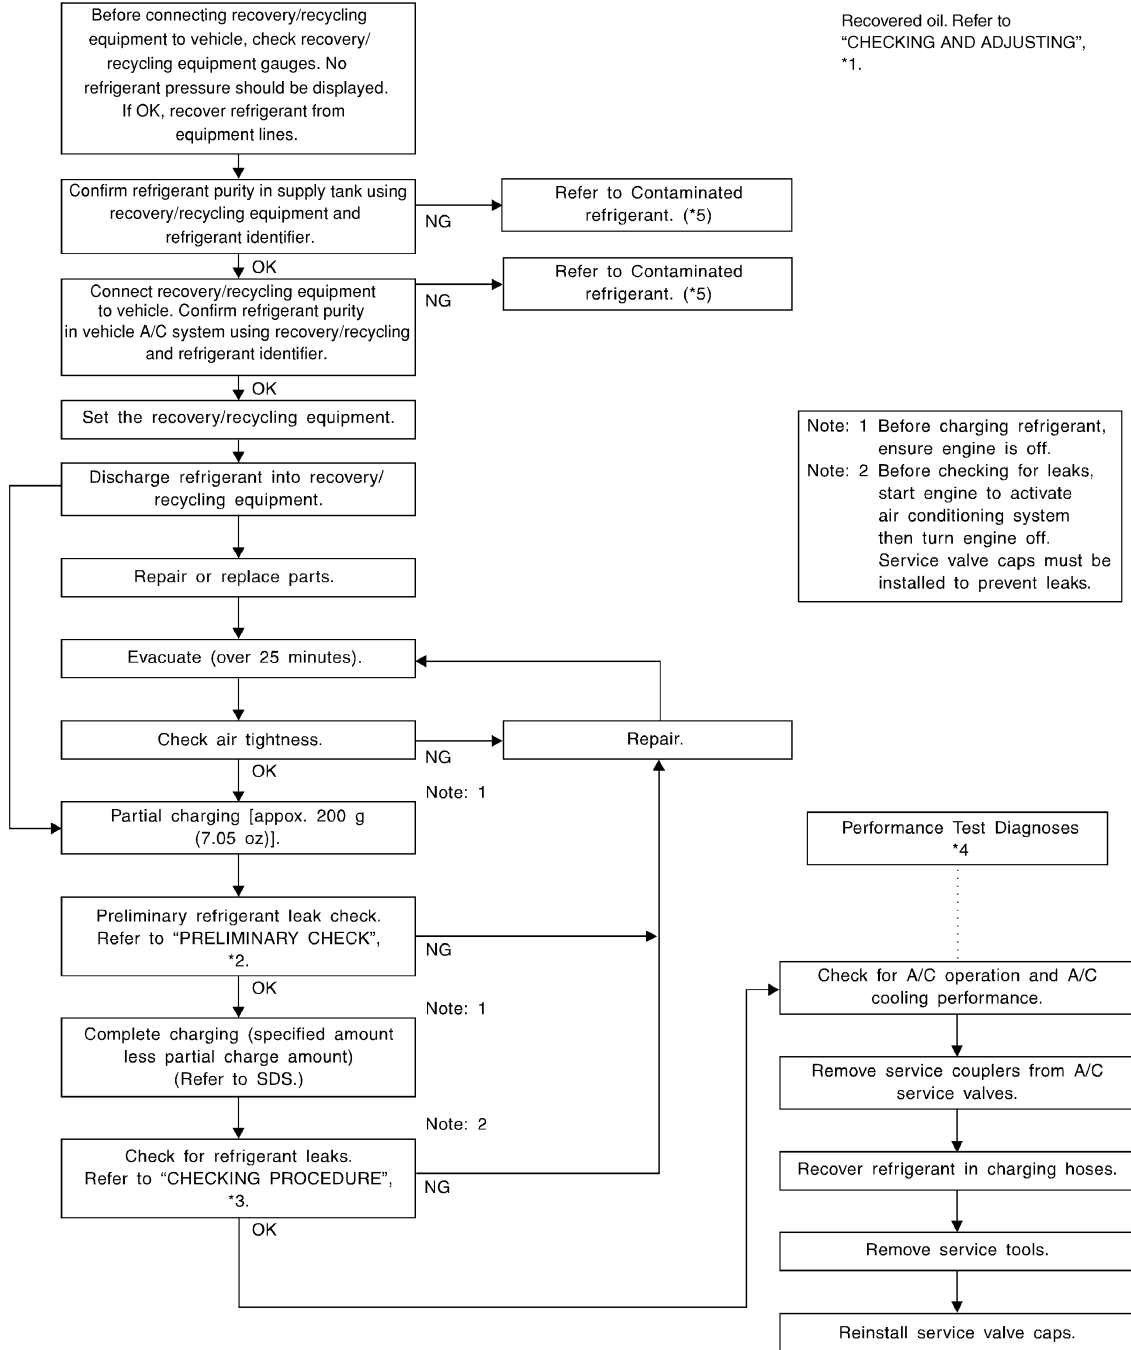 Before connecting recovery/recycling
equipment to vehicle, check recovery/
recycling equipment gauges. No
refrigerant pressure should be displayed.
If OK, recover refrigerant from
equipment lines.
Recovered oil. Refer to
“CHECKING AND ADJUSTING”,
*1.
Confirm refrigerant purity in supply tank using
recovery/recycling equipment and
refrigerant identifier.
NG
Refer to Contaminated
refrigerant. (*5)
OK
Connect recovery/recycling equipment
to vehicle. Confirm refrigerant purity
in vehicle A/C system using recovery/recycling
and refrigerant identifier.
NG
Refer to Contaminated
refrigerant. (*5)
OK
Set the recovery/recycling equipment.
Discharge refrigerant into recovery/
recycling equipment.
Note: 1 Before charging refrigerant,
ensure engine is off.
Note: 2 Before checking for leaks,
start engine to activate
air conditioning system
then turn engine off.
Service valve caps must be
installed to prevent leaks.
Repair or replace parts.
Evacuate (over 25 minutes).
Check air tightness.
NG
Repair.
OK
Note: 1
Partial charging [appox. 200 g
(7.05 oz)].
Preliminary refrigerant leak check.
Refer to “PRELIMINARY CHECK”,
*2.
NG
OK
Note: 1
Complete charging (specified amount
less partial charge amount)
(Refer to SDS.)
Note: 2
Check for refrigerant leaks.
Refer to “CHECKING PROCEDURE”,
*3.
NG
OK
Performance Test Diagnoses
*4
Check for A/C operation and A/C
cooling performance.
Remove service couplers from A/C
service valves.
Recover refrigerant in charging hoses.
Remove service tools.
Reinstall service valve caps.